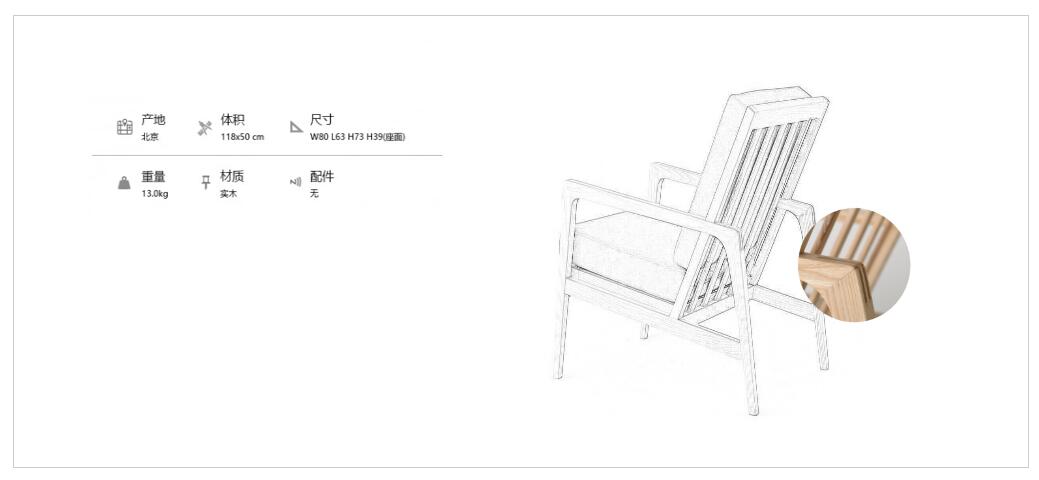 产地
北京
体积
118x50 cm
尺寸
W80 L63 H73 H39(座面)
重量
13.0kg
材质
实木
配件
无